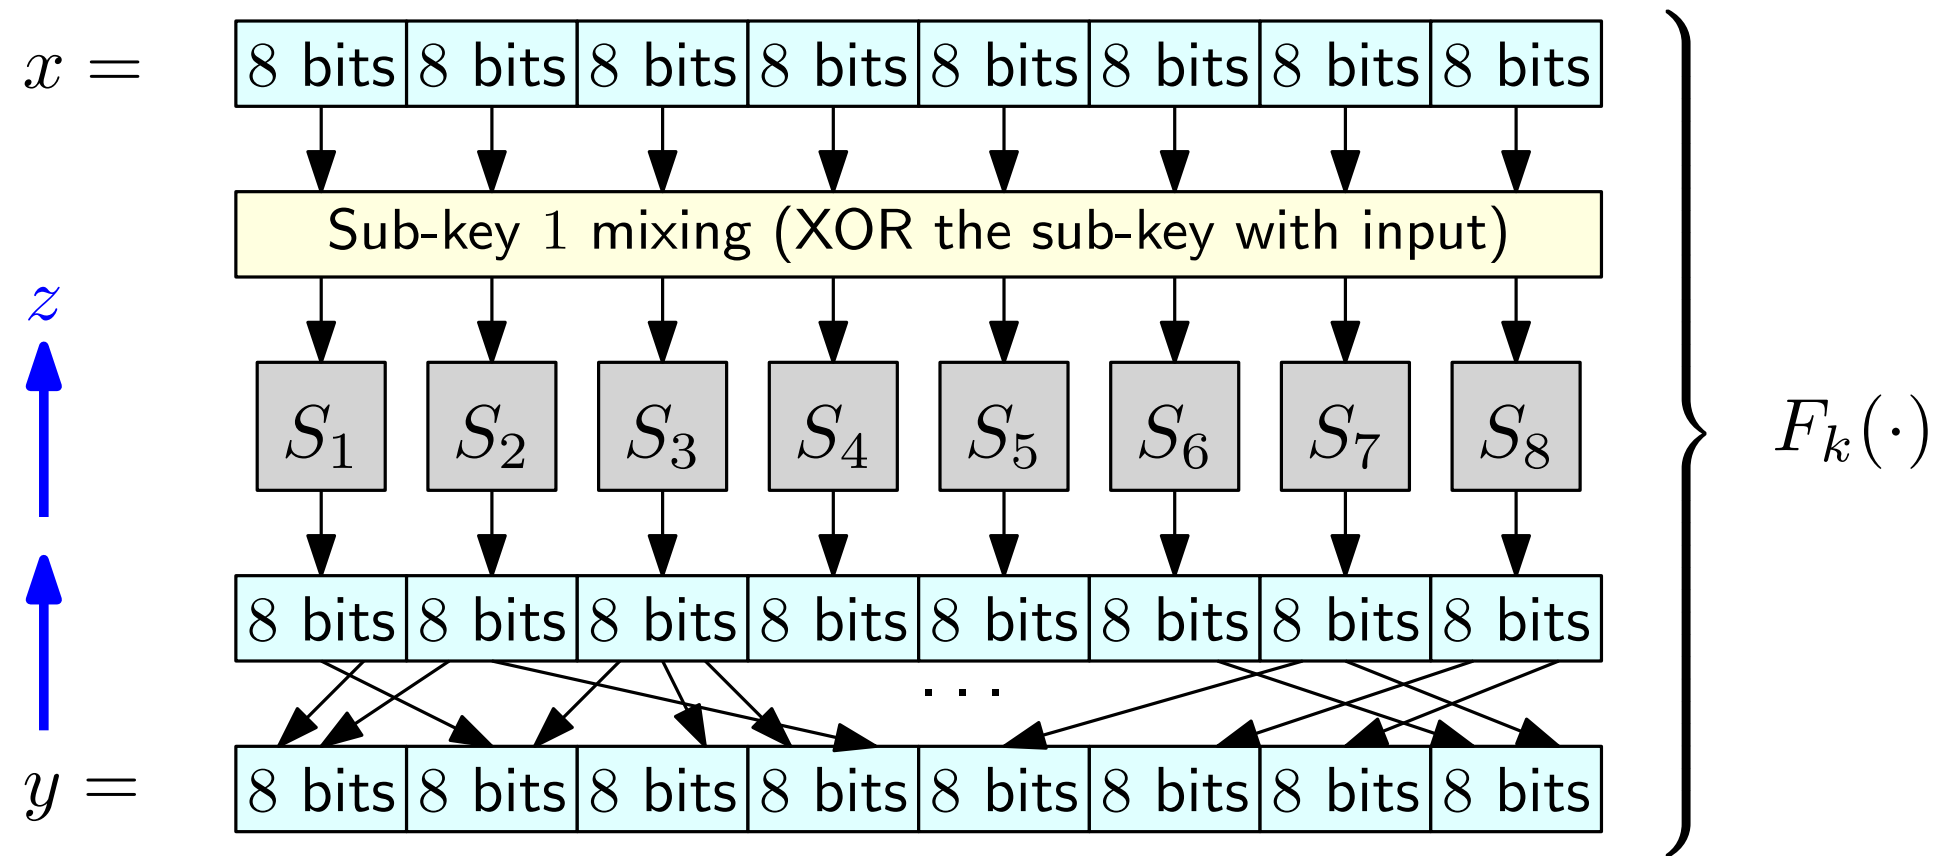 x = 8 bits 8 bits 8 bits 8 bits 8 bits 8 bits 8 bits 8 bits
Sub-key 1 mixing (XOR the sub-key with input)
z
S₁ S₂ S₃ S₄ S₅ S₆ S₇ S₈
Fₖ(·)
8 bits 8 bits 8 bits 8 bits 8 bits 8 bits 8 bits 8 bits
...
y = 8 bits 8 bits 8 bits 8 bits 8 bits 8 bits 8 bits 8 bits